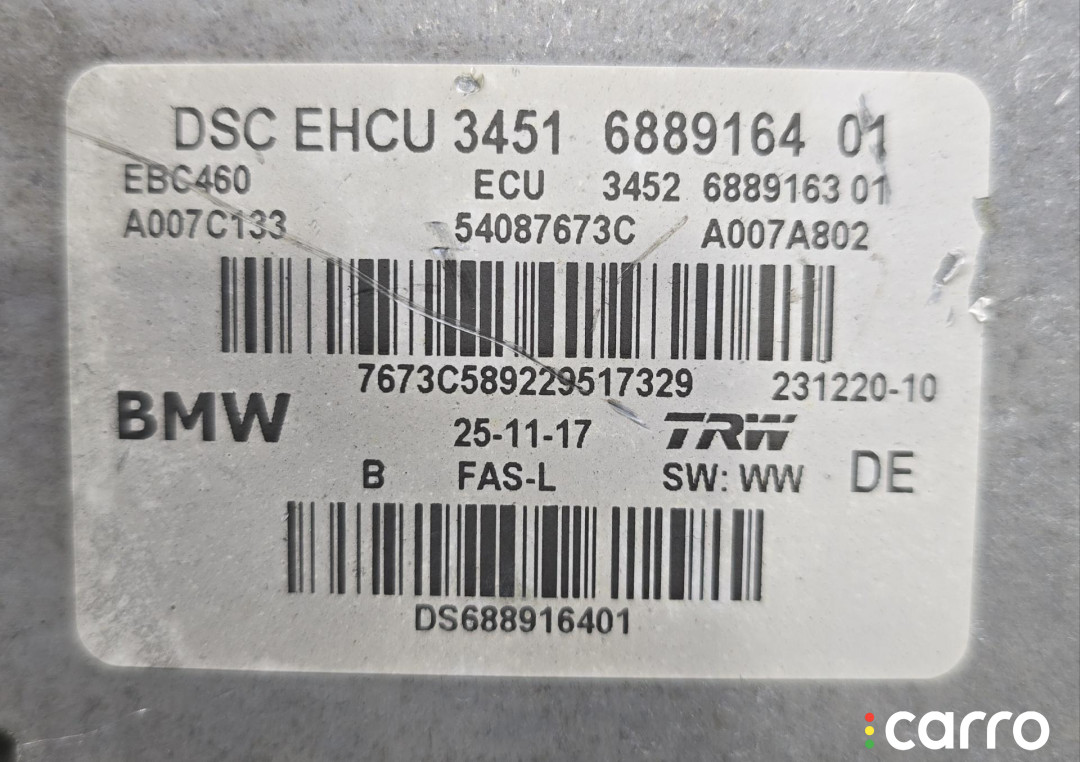 DSC EHCU 3451 6889164 01
EBC460 ECU 3452 6889163 01
A007C133 54087673C A007A802
7673C589229517329 231220-10
BMW 25-11-17 TRW
B FAS-L SW: WW DE
DS688916401
carro